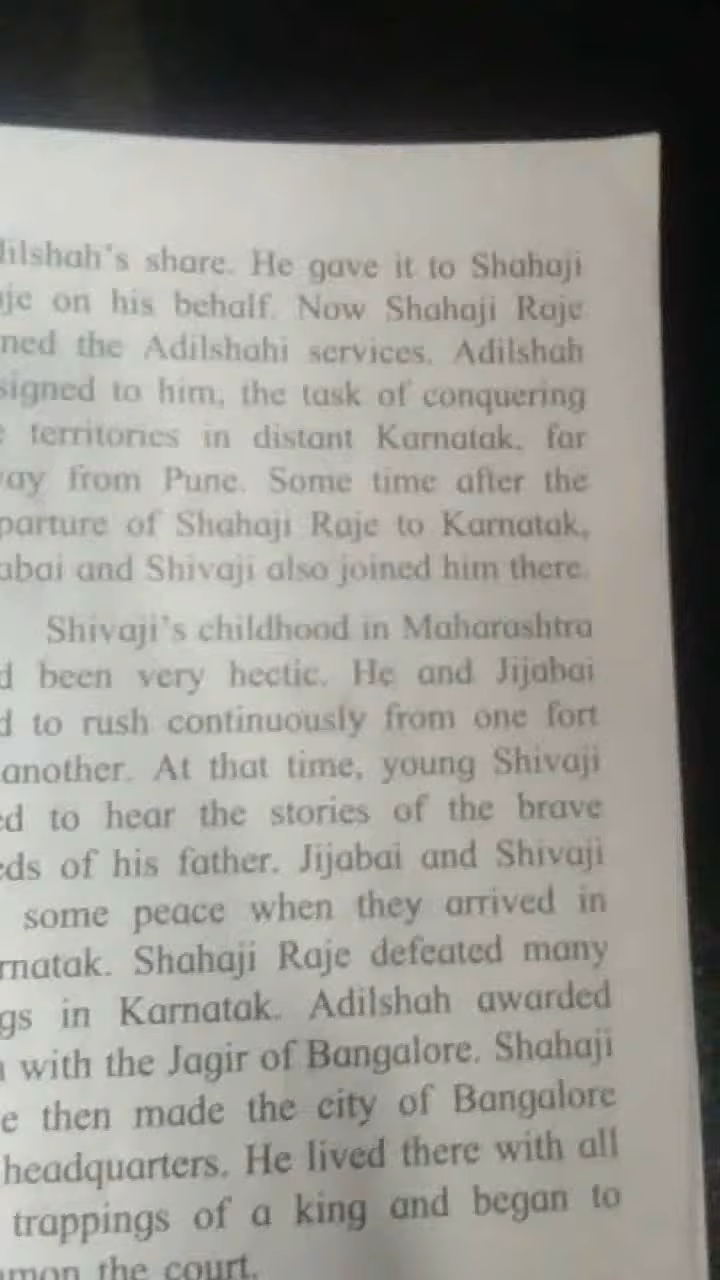 dilshah's share. He gave it to Shahaji
je on his behalf. Now Shahaji Raje
ned the Adilshahi services. Adilshah
signed to him, the task of conquering
e territories in distant Karnatak, far
ay from Pune. Some time after the
parture of Shahaji Raje to Karnatak,
abai and Shivaji also joined him there.
Shivaji's childhood in Maharashtra
d been very hectic. He and Jijabai
d to rush continuously from one fort
another. At that time, young Shivaji
ed to hear the stories of the brave
eds of his father. Jijabai and Shivaji
some peace when they arrived in
rnatak. Shahaji Raje defeated many
gs in Karnatak. Adilshah awarded
with the Jagir of Bangalore. Shahaji
e then made the city of Bangalore
headquarters. He lived there with all
trappings of a king and began to
mmon the court.